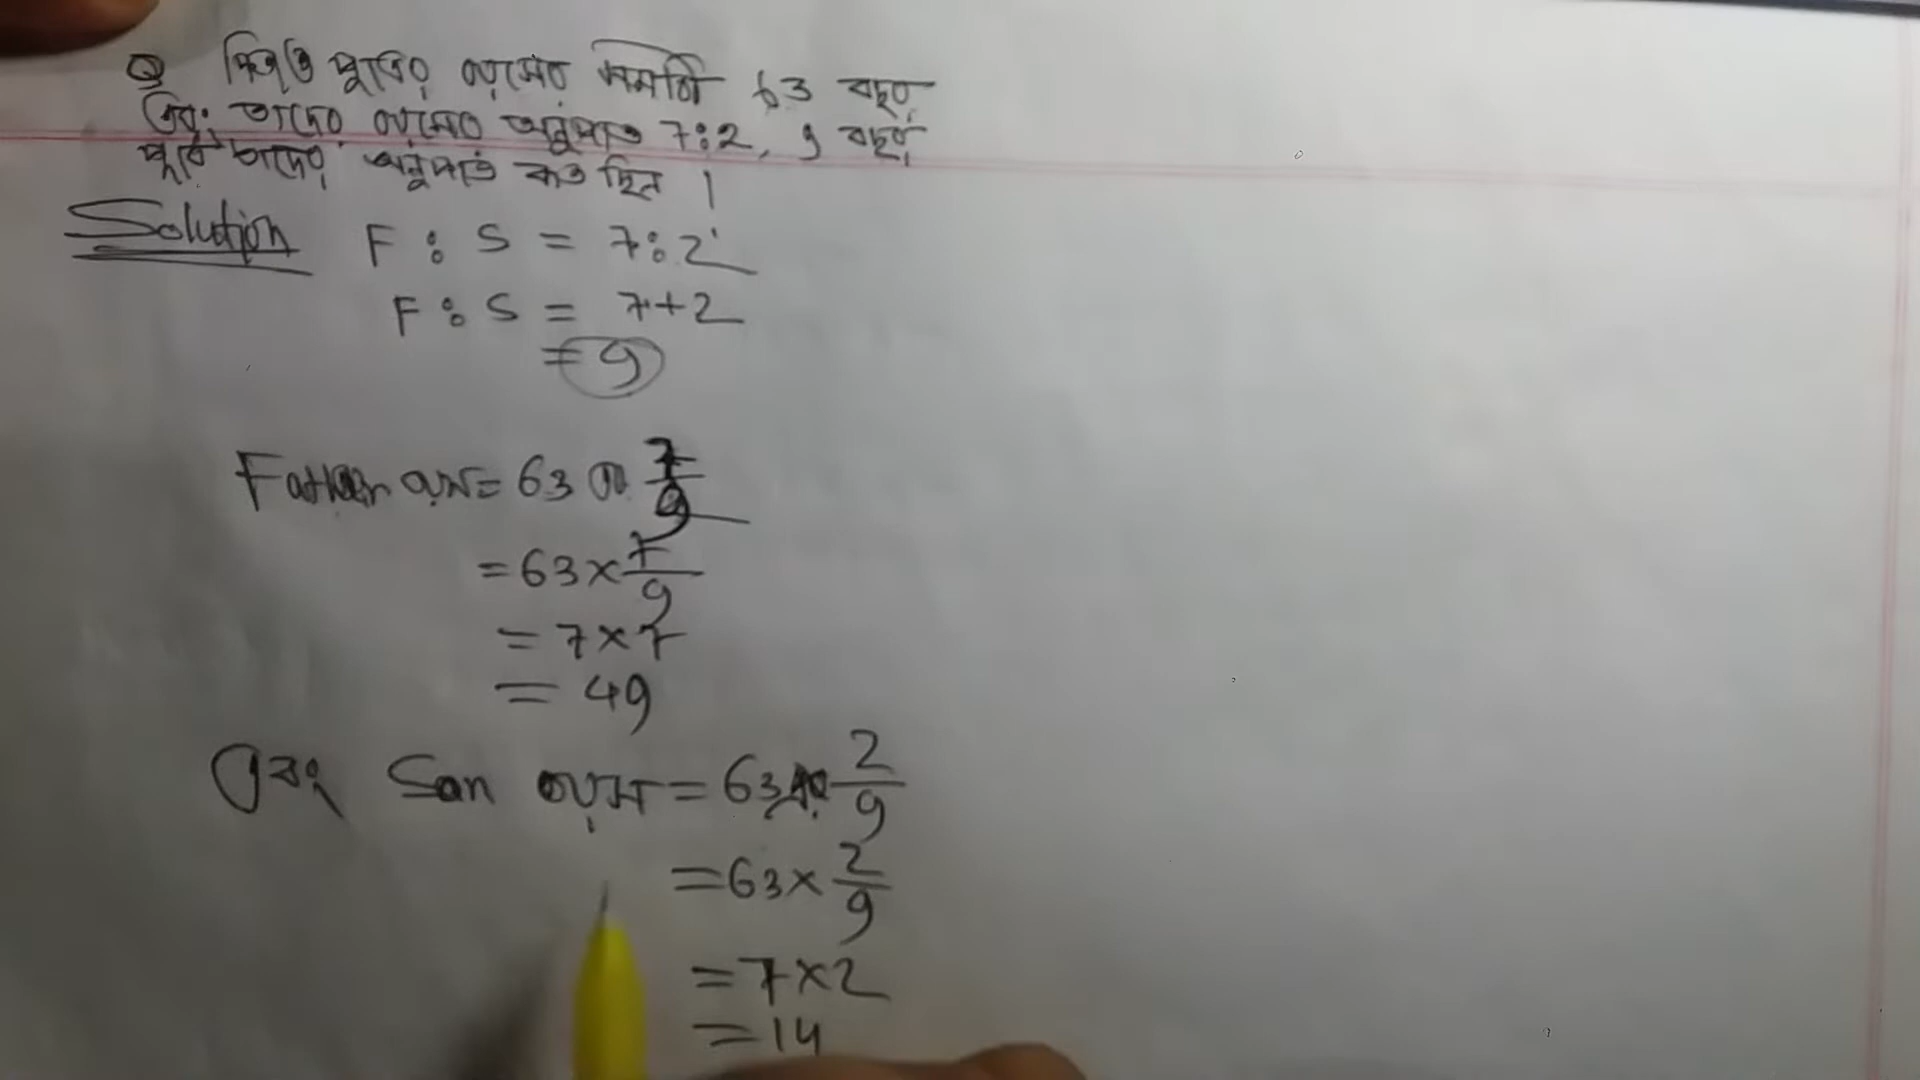 Q পিতা ও পুত্রের বয়সের সমষ্টি 63 বছর
এবং তাদের বয়সের অনুপাত 7:2, 9 বছর
পূর্বে তাদের অনুপাত কত ছিল ।
Solution F : S = 7:2
F : S = 7+2
= 9
Father বয়স = 63 এর 7/9
= 63 × 7/9
= 7 × 7
= 49
এবং San বয়স = 63 এর 2/9
= 63 × 2/9
= 7 × 2
= 14